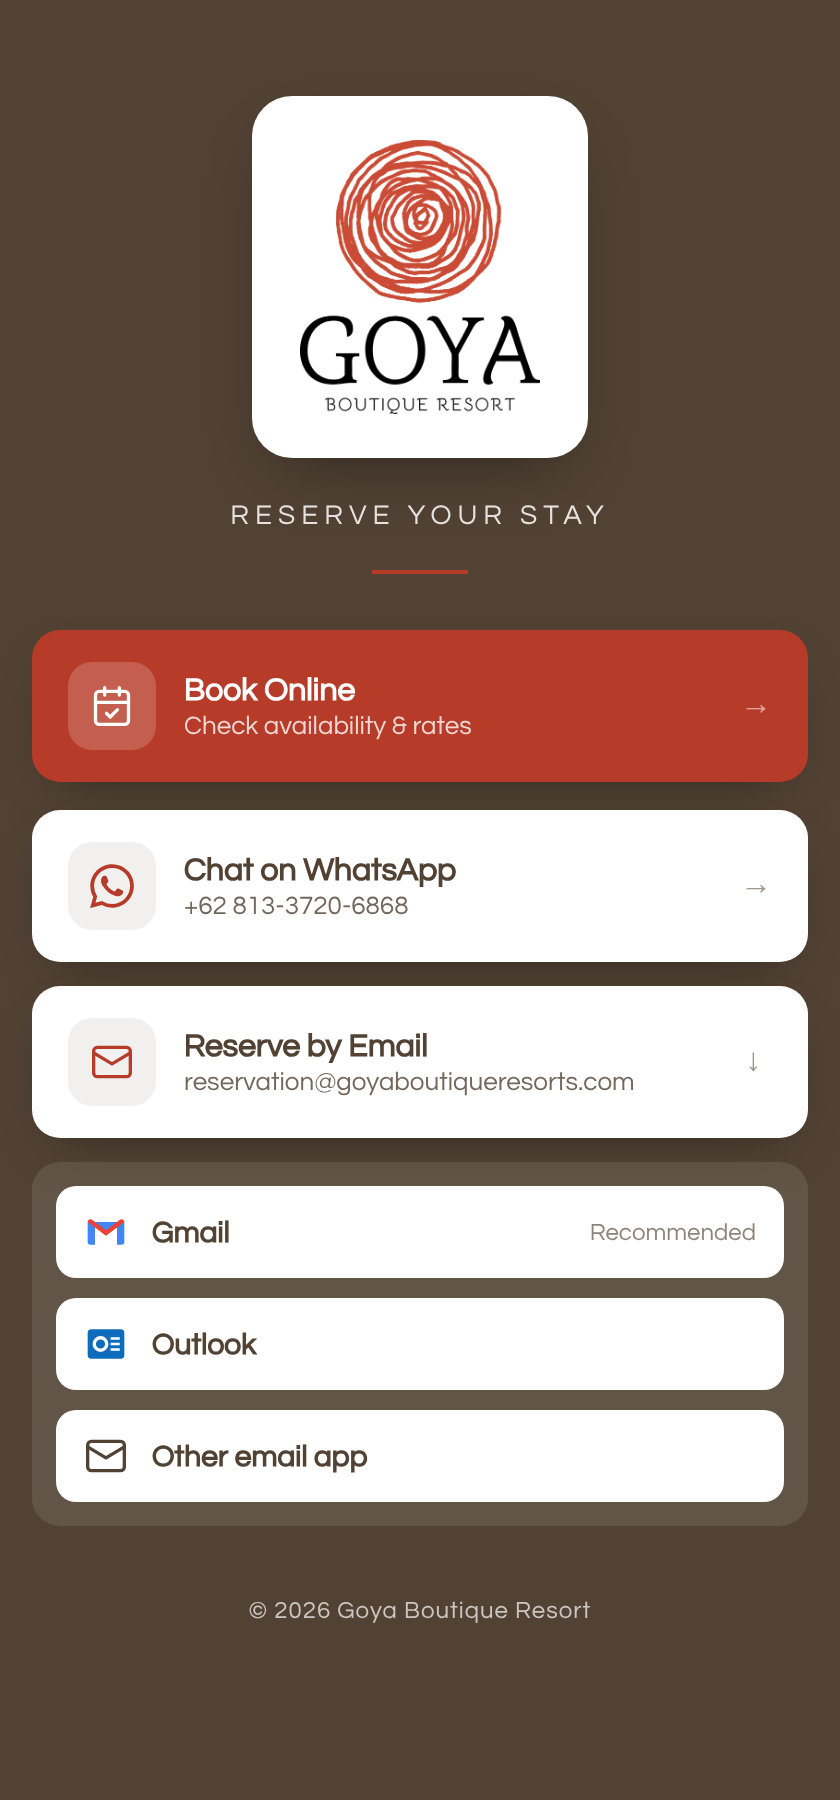 GOYA
BOUTIQUE RESORT
RESERVE YOUR STAY
Book Online
Check availability & rates
→
Chat on WhatsApp
+62 813-3720-6868
→
Reserve by Email
reservation@goyaboutiqueresorts.com
↓
Gmail
Recommended
Outlook
Other email app
© 2026 Goya Boutique Resort